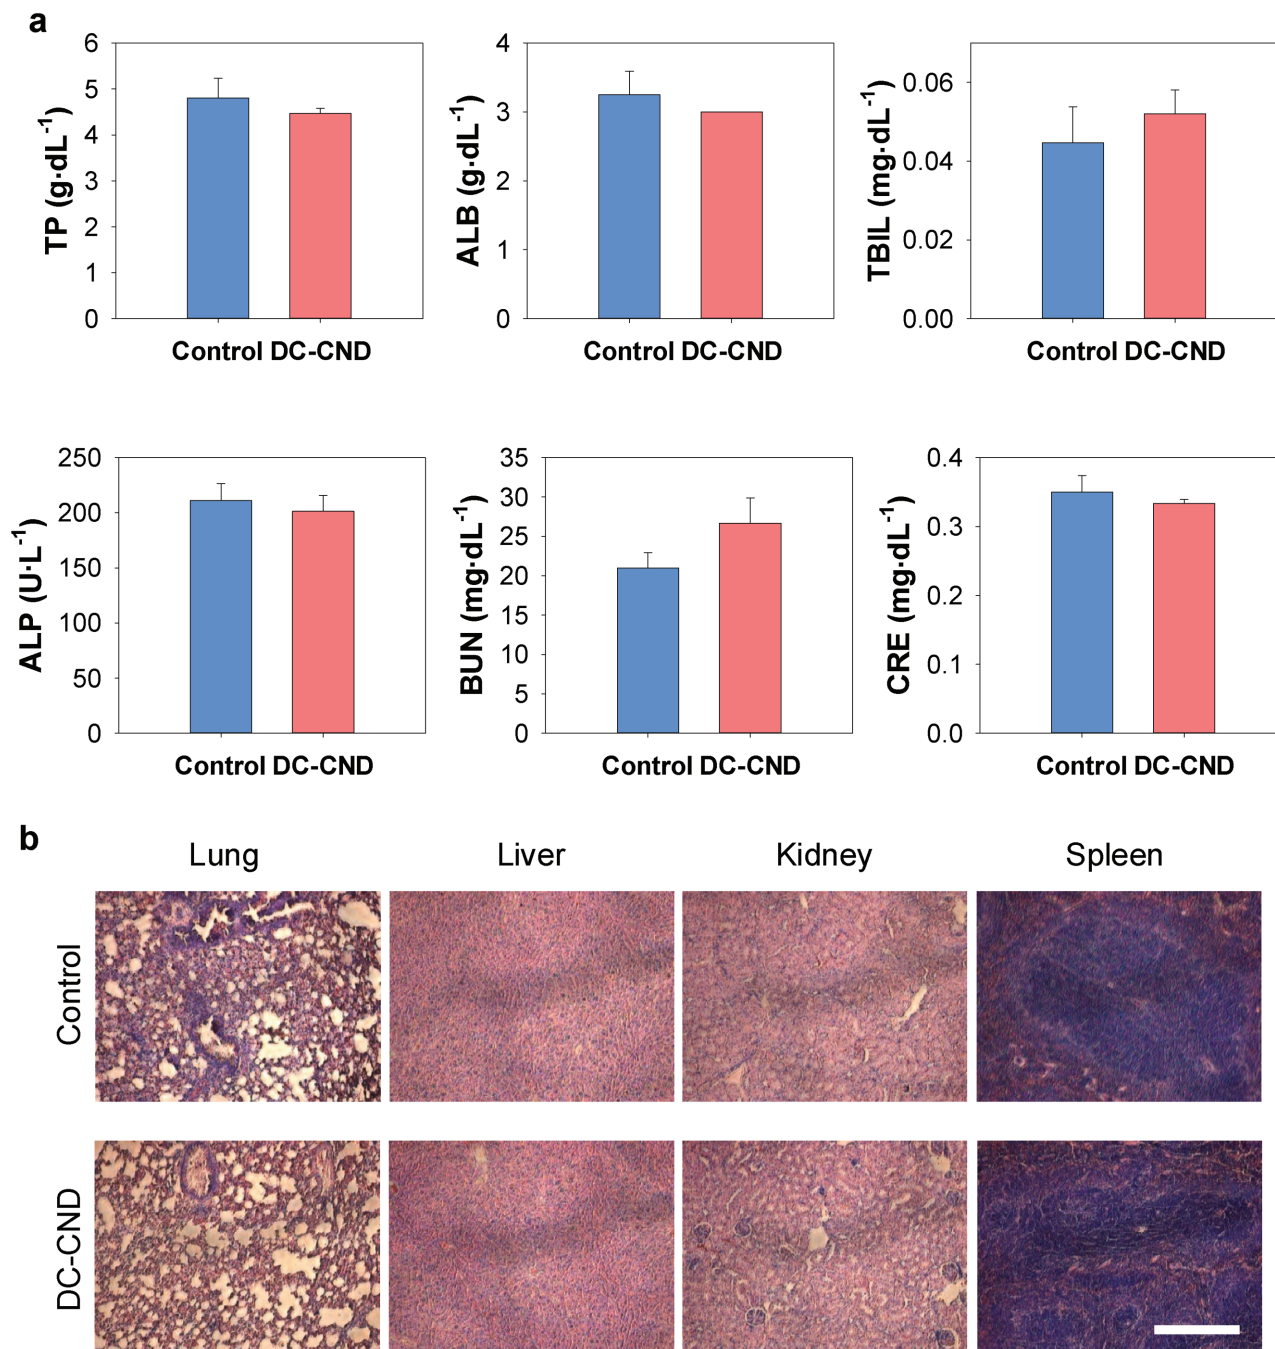 a
TP (g·dL⁻¹)
6
5
4
3
2
1
0
Control DC-CND
ALB (g·dL⁻¹)
4
3
2
1
0
Control DC-CND
TBIL (mg·dL⁻¹)
0.06
0.04
0.02
0.00
Control DC-CND
ALP (U·L⁻¹)
250
200
150
100
50
0
Control DC-CND
BUN (mg·dL⁻¹)
35
30
25
20
15
10
5
0
Control DC-CND
CRE (mg·dL⁻¹)
0.4
0.3
0.2
0.1
0.0
Control DC-CND
b
Lung Liver Kidney Spleen
Control
DC-CND